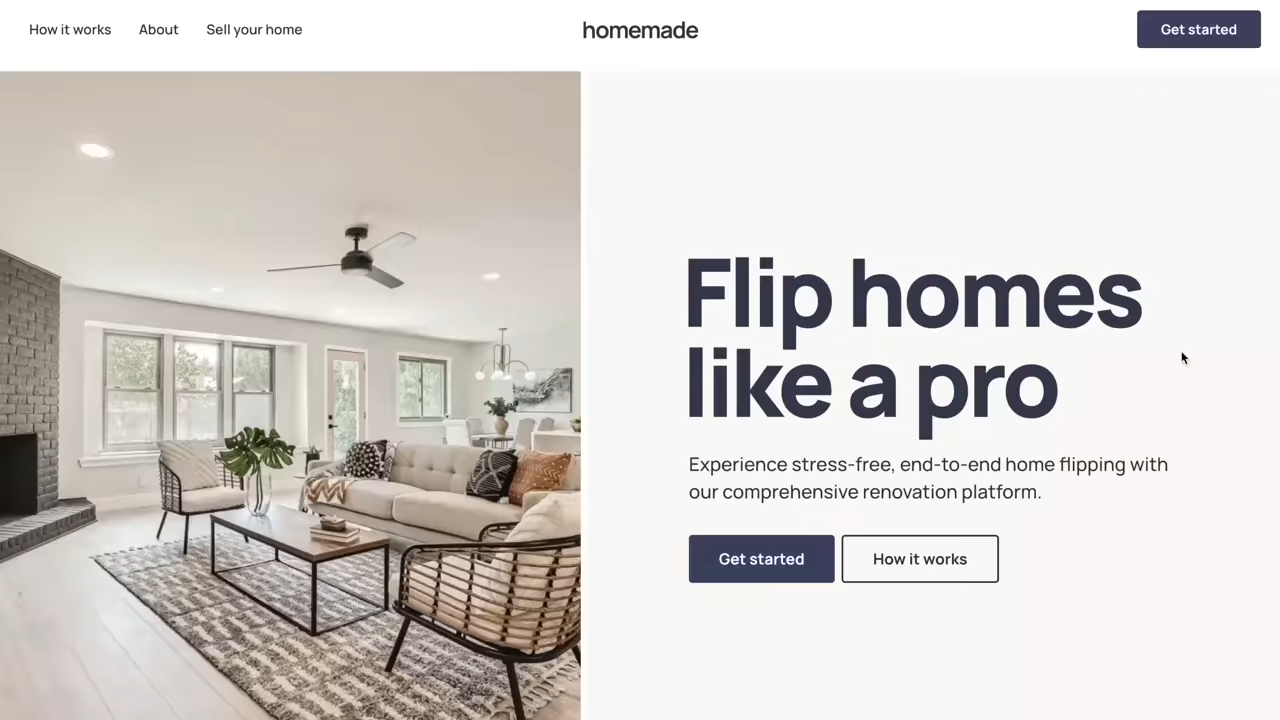 How it works About Sell your home homemade Get started
Flip homes
like a pro
Experience stress-free, end-to-end home flipping with
our comprehensive renovation platform.
Get started How it works